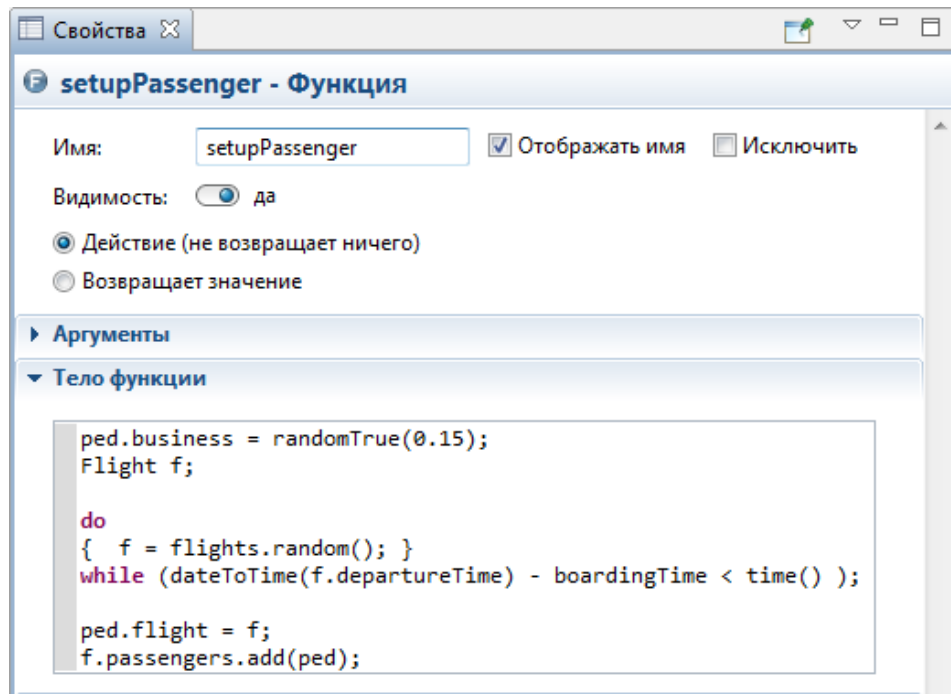 Свойства
setupPassenger - Функция
Имя: setupPassenger Отображать имя Исключить
Видимость: да
Действие (не возвращает ничего)
Возвращает значение
Аргументы
Тело функции
ped.business = randomTrue(0.15);
Flight f;
do
{  f = flights.random(); }
while (dateToTime(f.departureTime) - boardingTime < time() );
ped.flight = f;
f.passengers.add(ped);